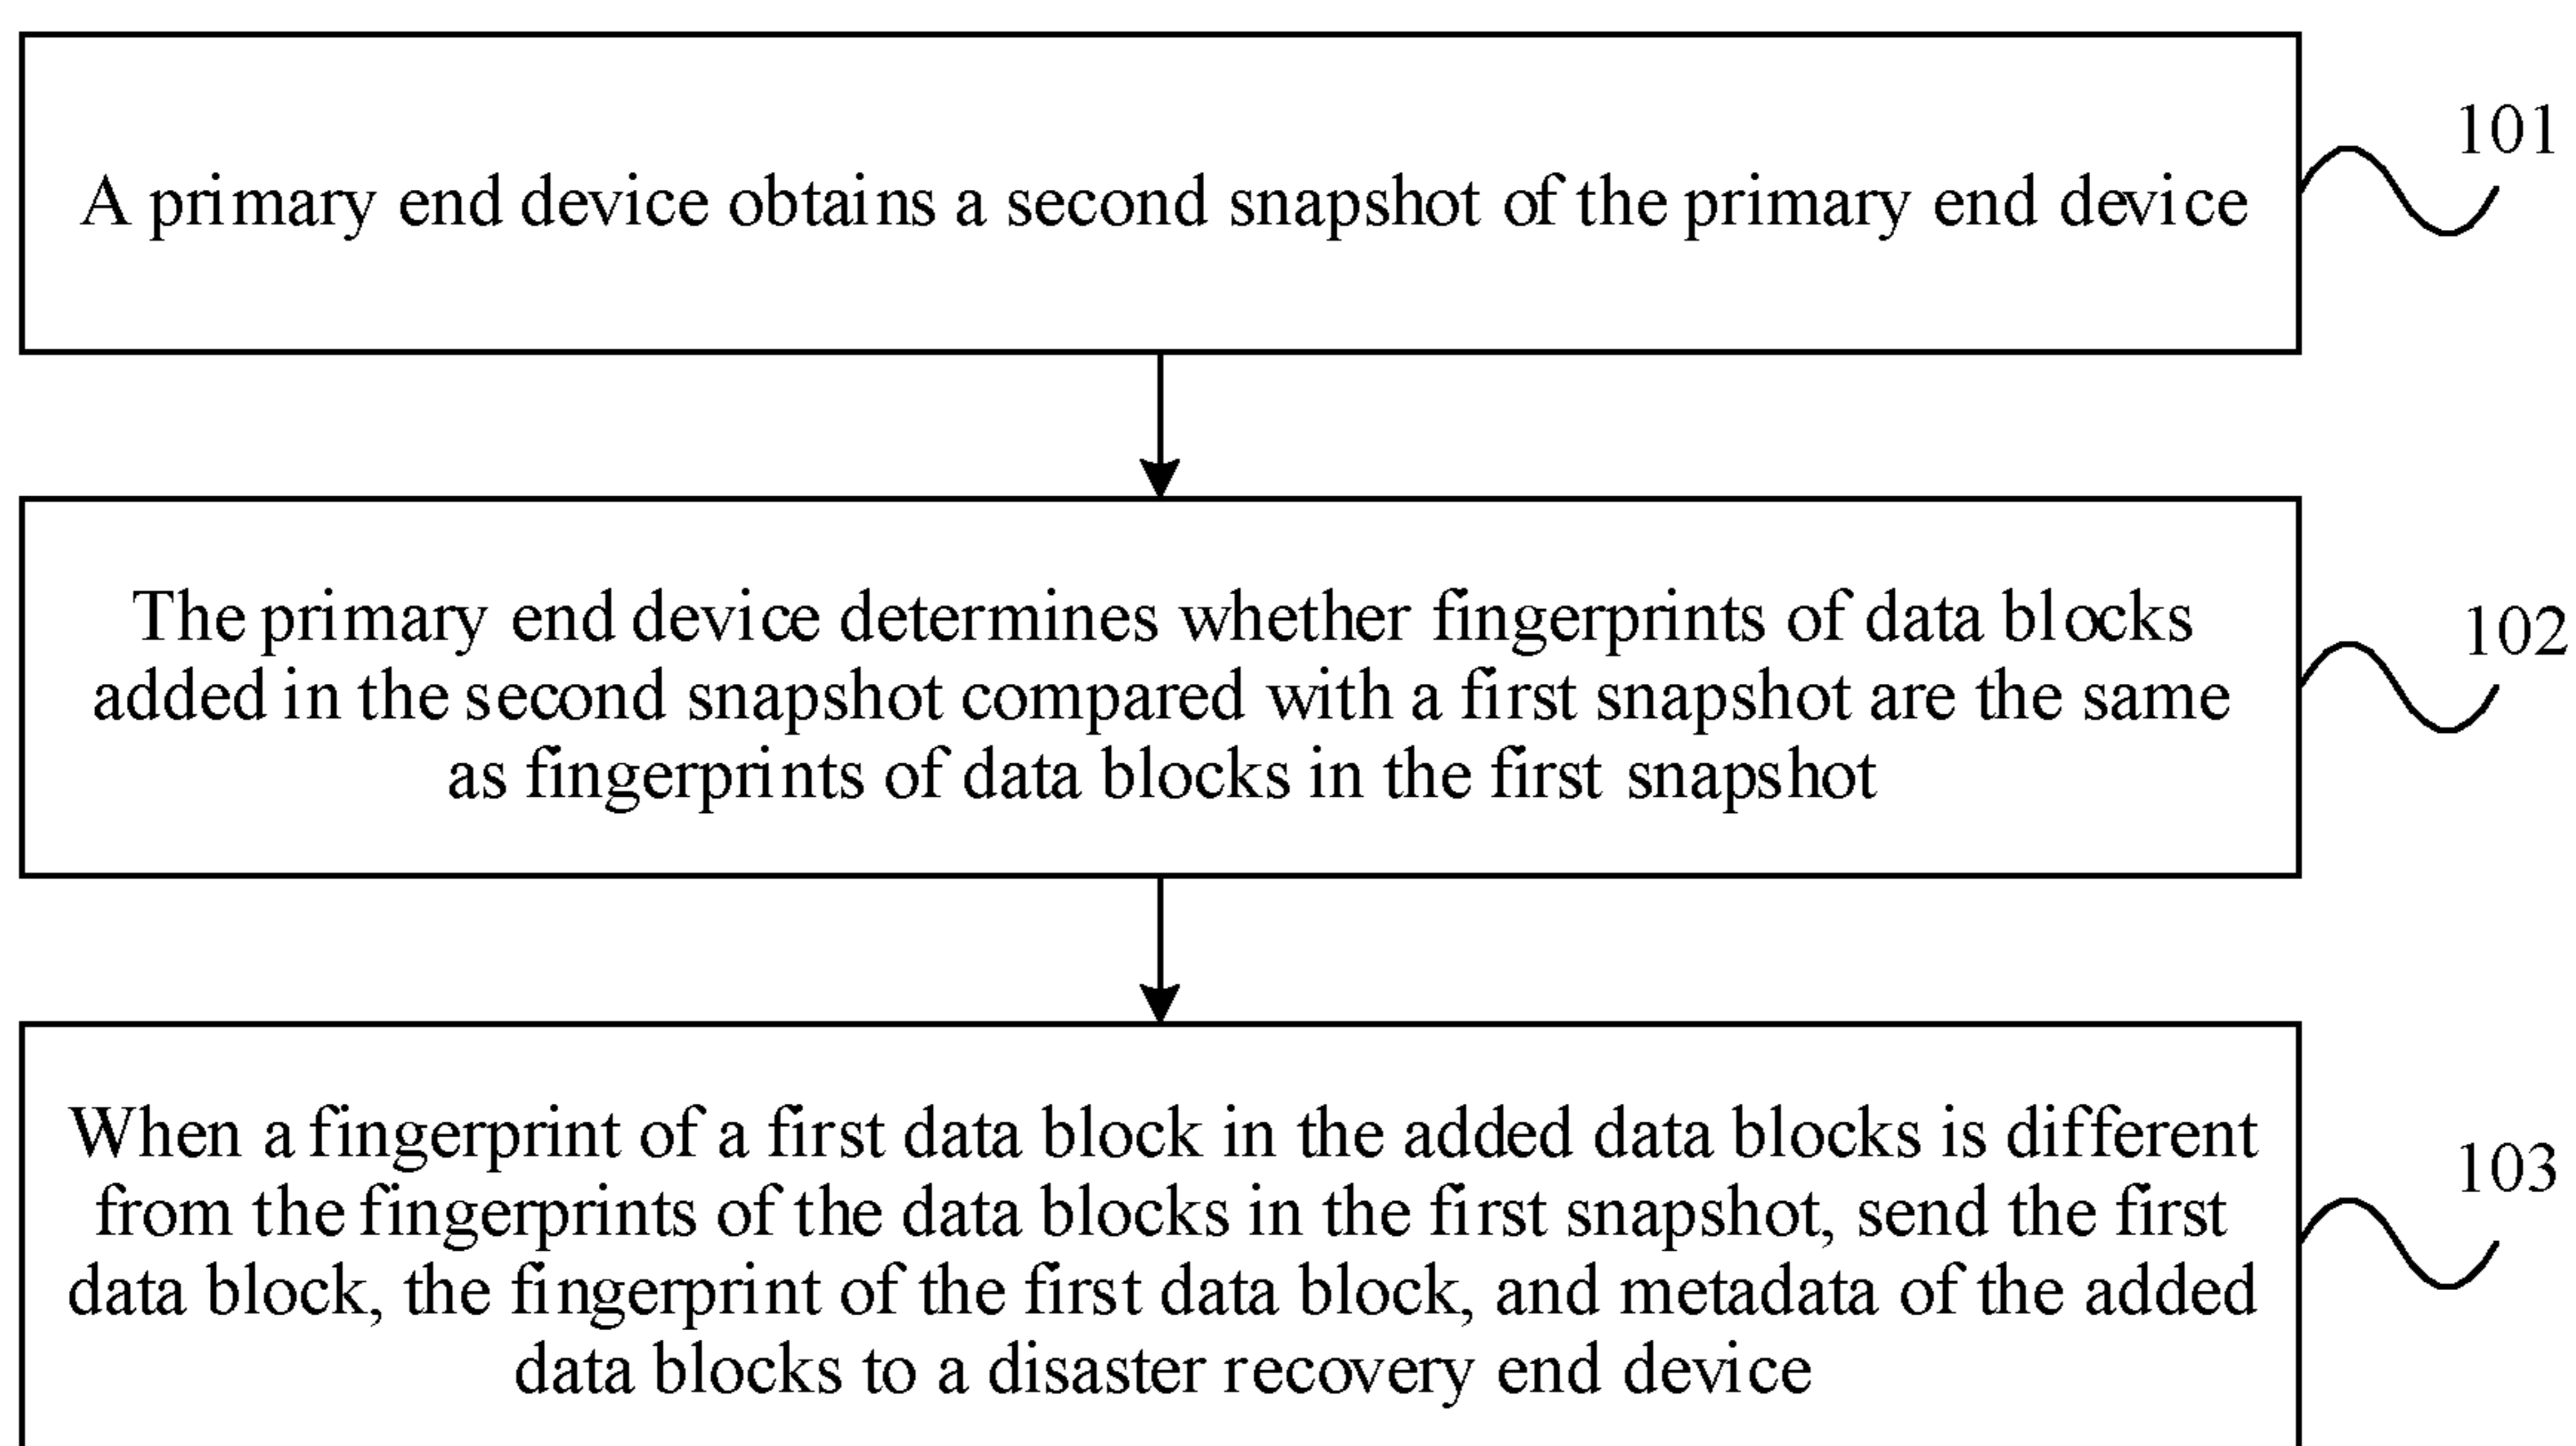 A primary end device obtains a second snapshot of the primary end device
101
The primary end device determines whether fingerprints of data blocks
added in the second snapshot compared with a first snapshot are the same
as fingerprints of data blocks in the first snapshot
102
When a fingerprint of a first data block in the added data blocks is different
from the fingerprints of the data blocks in the first snapshot, send the first
data block, the fingerprint of the first data block, and metadata of the added
data blocks to a disaster recovery end device
103